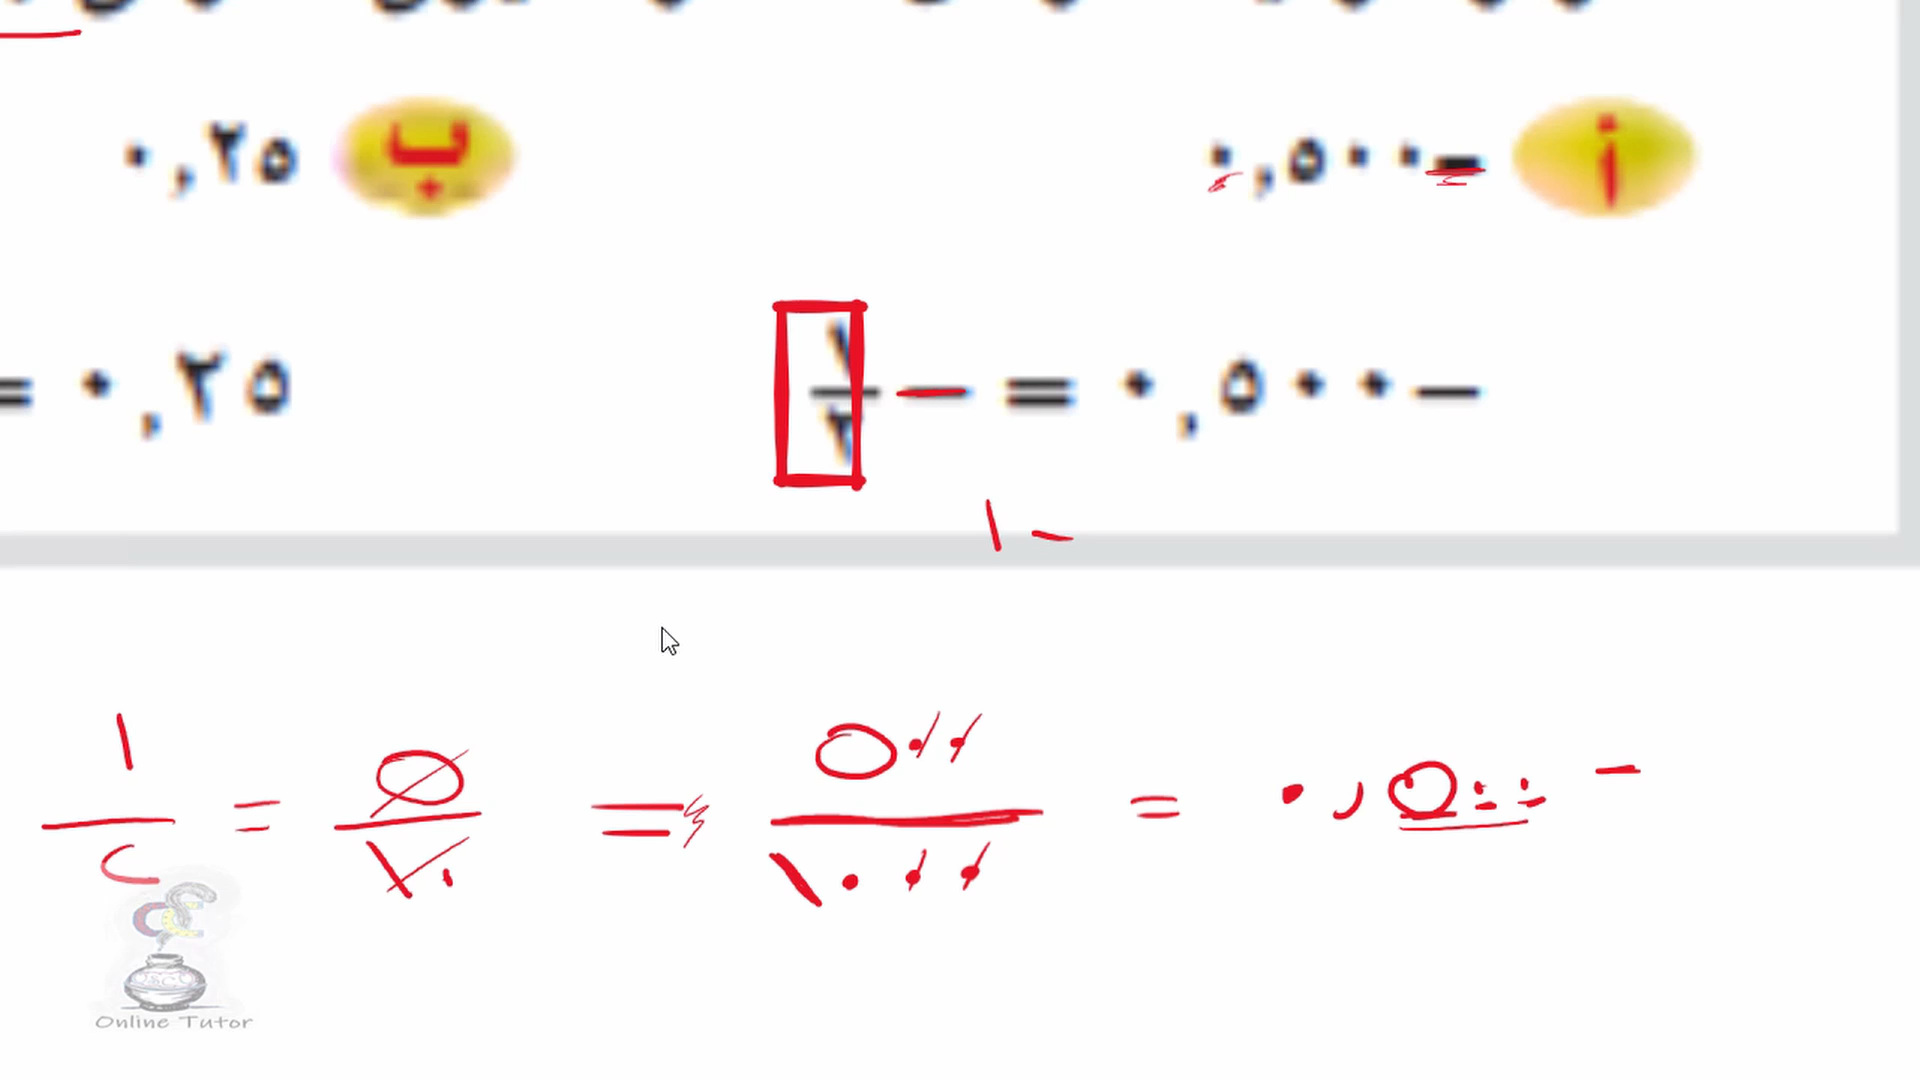 أ -٠,٥٠٠ ب ٠,٢٥
-٠,٥٠٠ = - ١/٢ ٠,٢٥ =
- ١
- ٠,٥٠٠ = ٥٠٠/١٠٠٠ = ٥/١٠ = ١/٢
Online Tutor